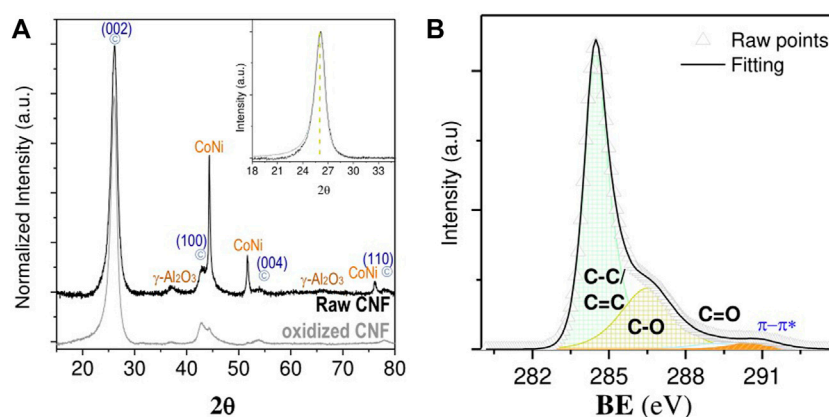 A
(002)
©
CoNi
(100)
©
γ-Al2O3
CoNi
(004)
©
γ-Al2O3
(110)
CoNi
©
Raw CNF
oxidized CNF
Normalized Intensity (a.u.)
20 30 40 50 60 70 80
2θ
Intensity (a.u.)
18 21 24 27 30 33
2θ
B
Raw points
Fitting
C-C/
C=C
C-O
C=O
π−π*
Intensity (a.u)
282 285 288 291
BE (eV)